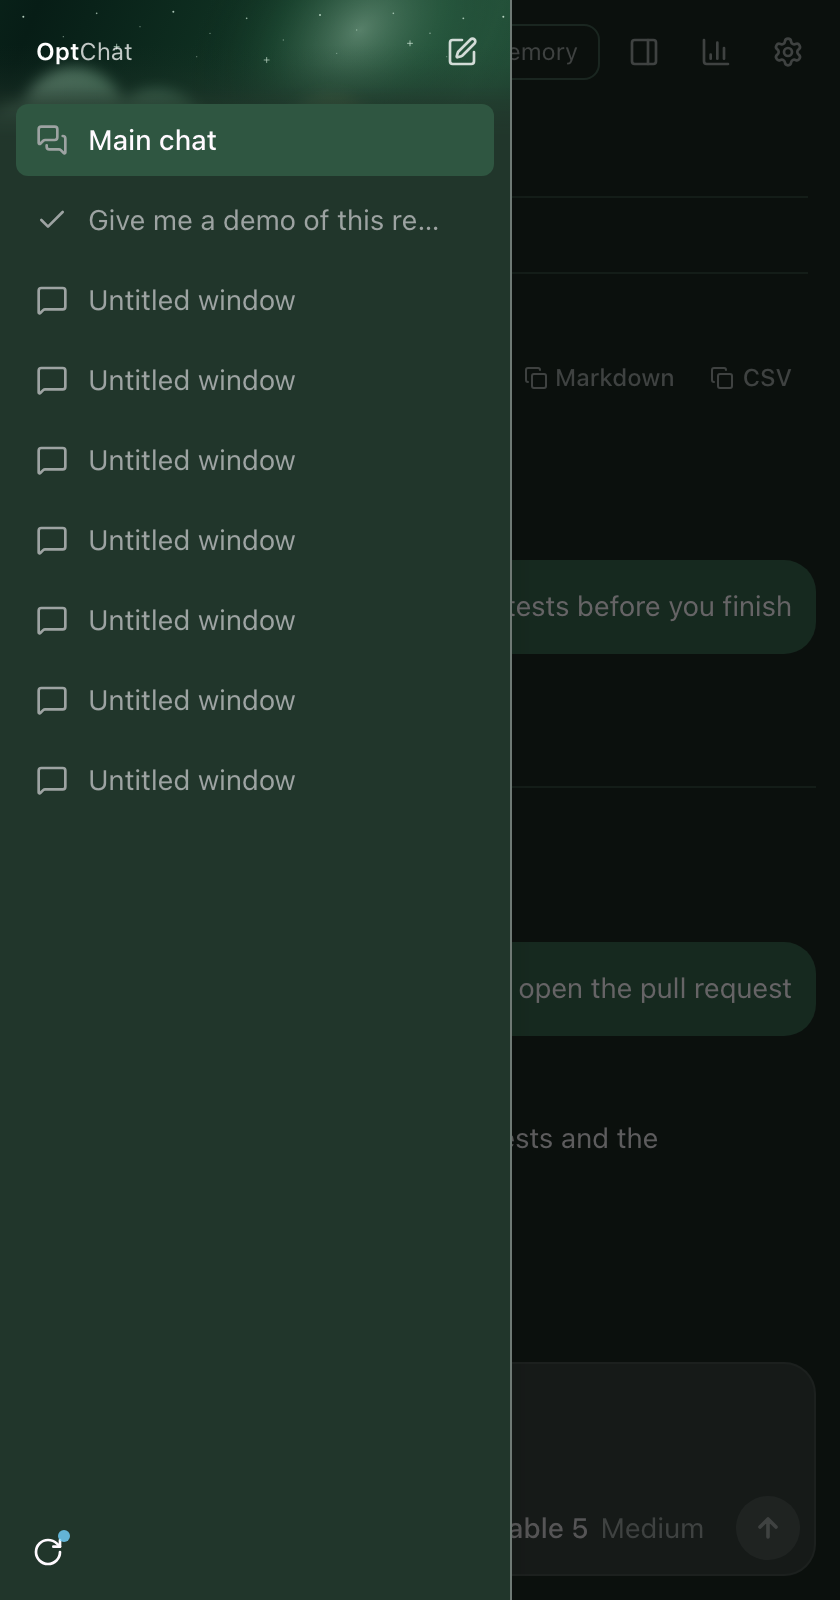 OptChat
emory
Main chat
Give me a demo of this re...
Untitled window
Untitled window
Markdown
CSV
Untitled window
Untitled window
Untitled window
tests before you finish
Untitled window
Untitled window
open the pull request
ests and the
able 5 Medium